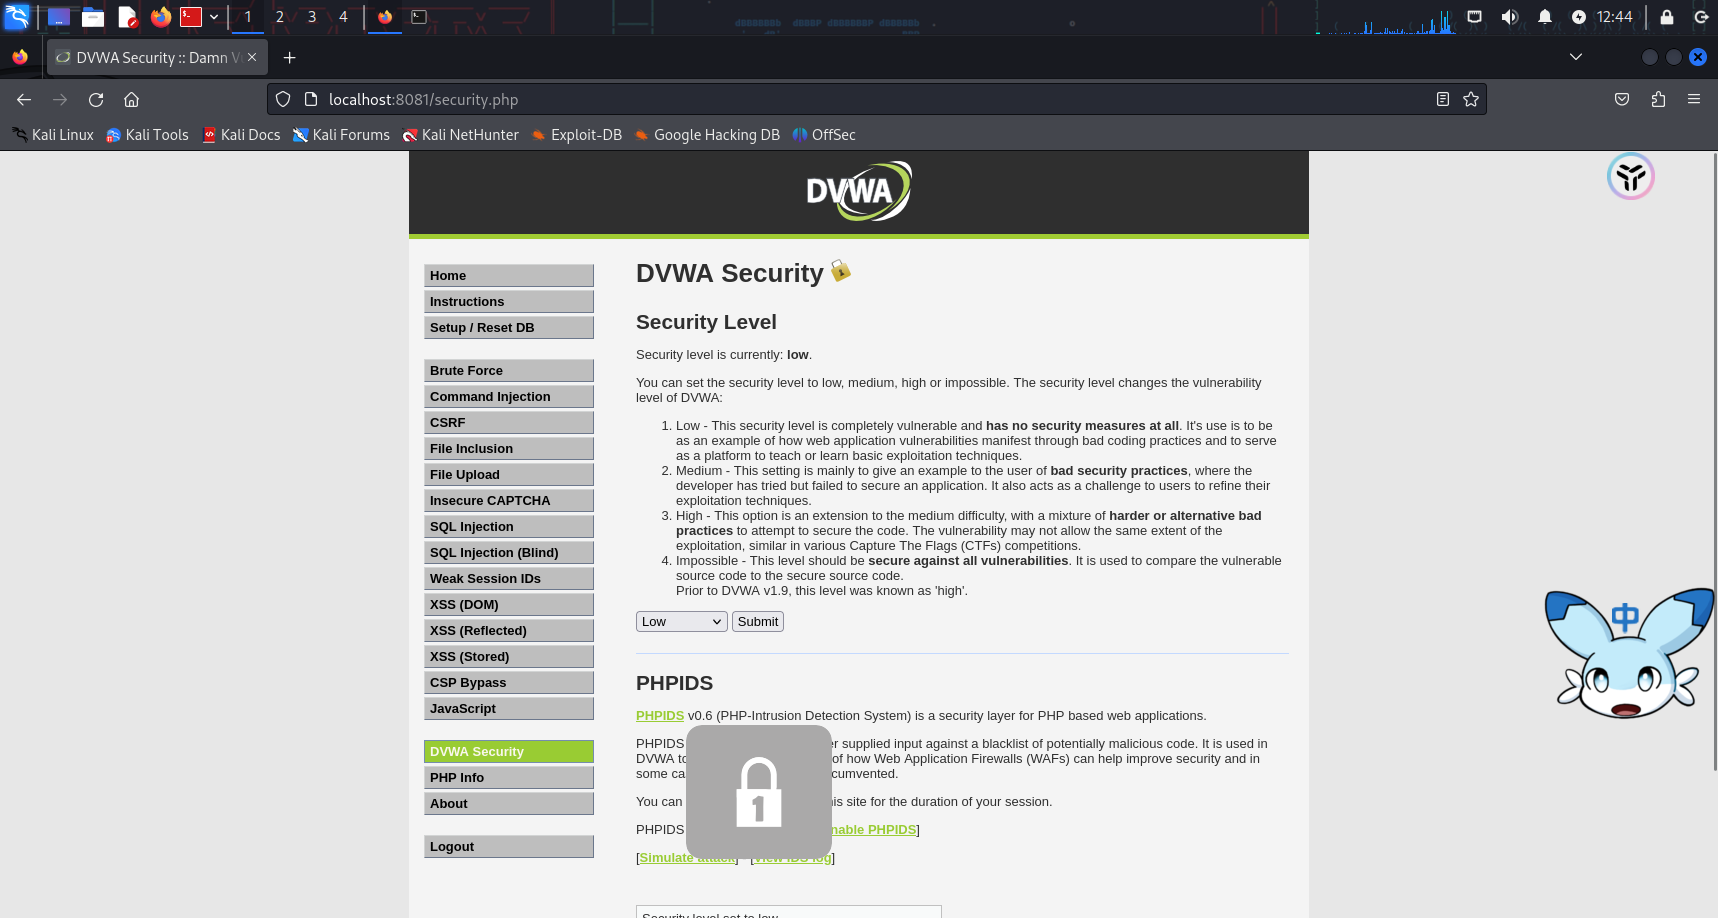 1 2 3 4
12:44
DVWA Security :: Damn Vu
localhost:8081/security.php
Kali Linux Kali Tools Kali Docs Kali Forums Kali NetHunter Exploit-DB Google Hacking DB OffSec
DVWA
Home
Instructions
Setup / Reset DB
Brute Force
Command Injection
CSRF
File Inclusion
File Upload
Insecure CAPTCHA
SQL Injection
SQL Injection (Blind)
Weak Session IDs
XSS (DOM)
XSS (Reflected)
XSS (Stored)
CSP Bypass
JavaScript
DVWA Security
PHP Info
About
Logout
DVWA Security
Security Level
Security level is currently: low.
You can set the security level to low, medium, high or impossible. The security level changes the vulnerability
level of DVWA:
1. Low - This security level is completely vulnerable and has no security measures at all. It's use is to be
as an example of how web application vulnerabilities manifest through bad coding practices and to serve
as a platform to teach or learn basic exploitation techniques.
2. Medium - This setting is mainly to give an example to the user of bad security practices, where the
developer has tried but failed to secure an application. It also acts as a challenge to users to refine their
exploitation techniques.
3. High - This option is an extension to the medium difficulty, with a mixture of harder or alternative bad
practices to attempt to secure the code. The vulnerability may not allow the same extent of the
exploitation, similar in various Capture The Flags (CTFs) competitions.
4. Impossible - This level should be secure against all vulnerabilities. It is used to compare the vulnerable
source code to the secure source code.
Prior to DVWA v1.9, this level was known as 'high'.
Low Submit
PHPIDS
PHPIDS v0.6 (PHP-Intrusion Detection System) is a security layer for PHP based web applications.
PHPIDS supplied input against a blacklist of potentially malicious code. It is used in
DVWA to of how Web Application Firewalls (WAFs) can help improve security and in
some cumvented.
You can this site for the duration of your session.
PHPIDS nable PHPIDS]
[Simulate attack] [View IDS log]
1
Security level set to low
中